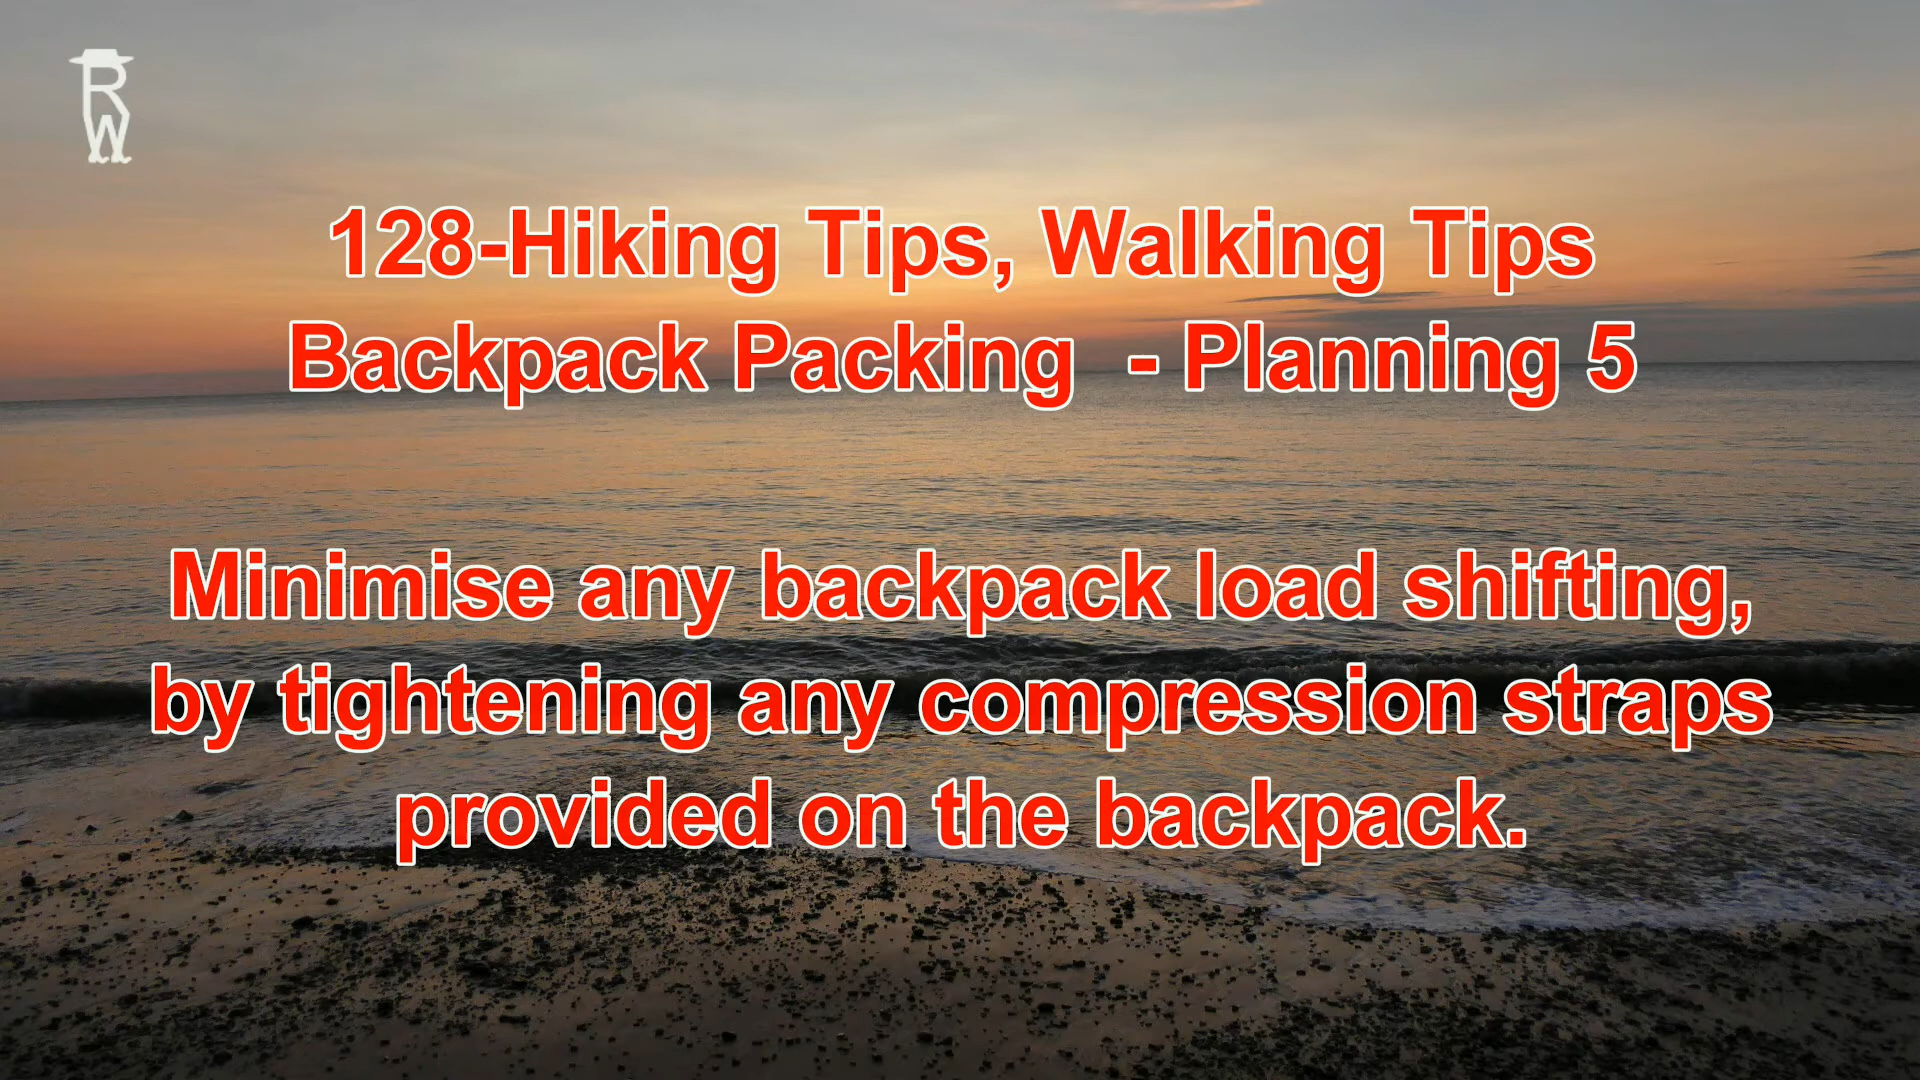 RW
128-Hiking Tips, Walking Tips
Backpack Packing  - Planning 5
Minimise any backpack load shifting,
by tightening any compression straps
provided on the backpack.